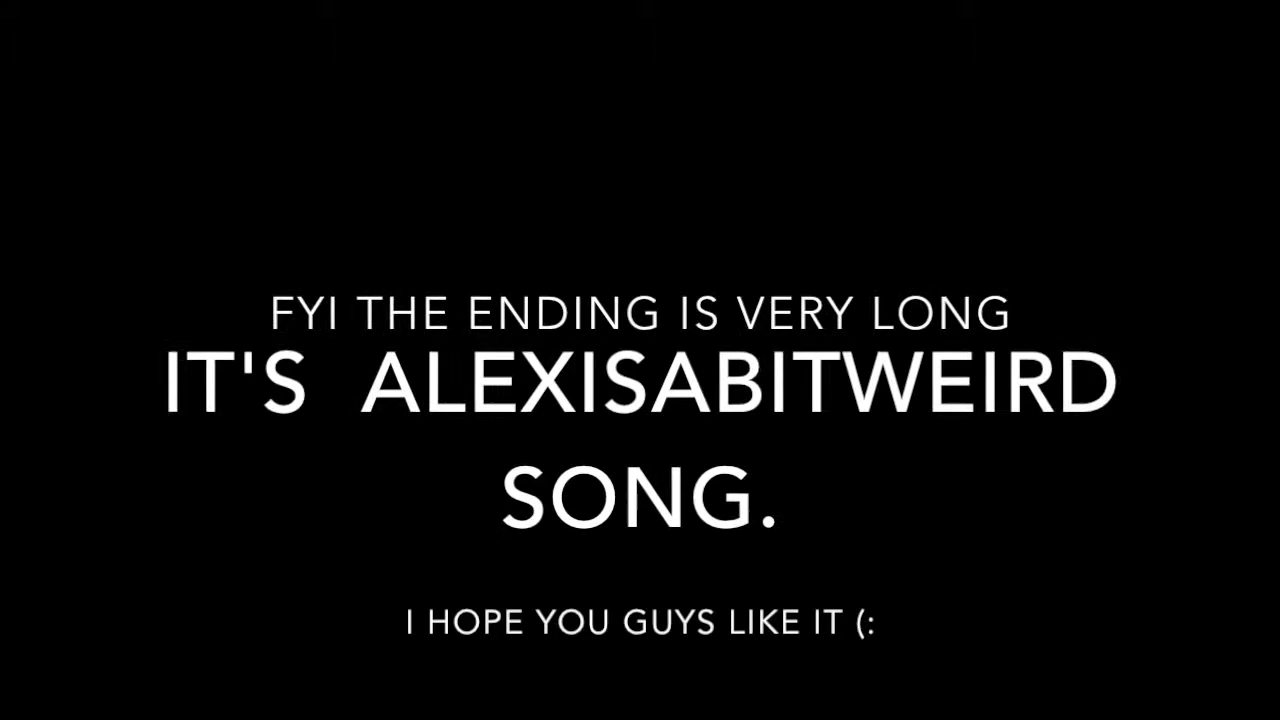 FYI THE ENDING IS VERY LONG
IT'S ALEXISABITWEIRD
SONG.
I HOPE YOU GUYS LIKE IT (: